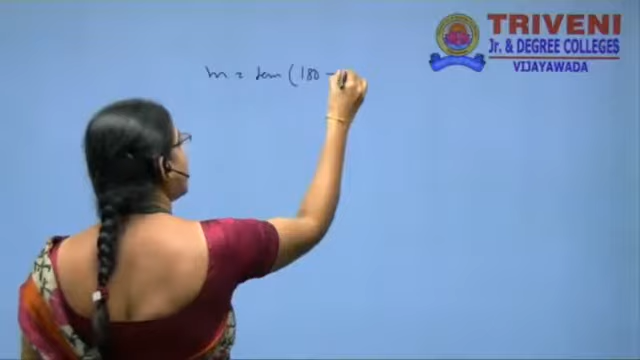 TRIVENI
Jr. & DEGREE COLLEGES
VIJAYAWADA
m = tan (180 -